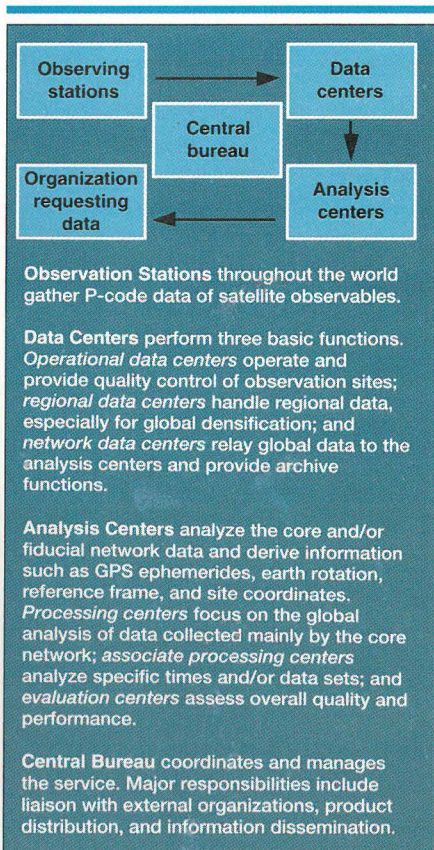 Observing
stations
Data
centers
Central
bureau
Organization
requesting
data
Analysis
centers
Observation Stations throughout the world
gather P-code data of satellite observables.
Data Centers perform three basic functions.
Operational data centers operate and
provide quality control of observation sites;
regional data centers handle regional data,
especially for global densification; and
network data centers relay global data to the
analysis centers and provide archive
functions.
Analysis Centers analyze the core and/or
fiducial network data and derive information
such as GPS ephemerides, earth rotation,
reference frame, and site coordinates.
Processing centers focus on the global
analysis of data collected mainly by the core
network; associate processing centers
analyze specific times and/or data sets; and
evaluation centers assess overall quality and
performance.
Central Bureau coordinates and manages
the service. Major responsibilities include
liaison with external organizations, product
distribution, and information dissemination.